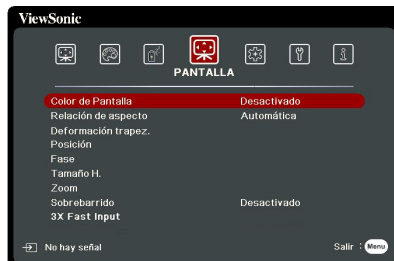 ViewSonic
PANTALLA
Color de Pantalla Desactivado
Relación de aspecto Automática
Deformación trapez.
Posición
Fase
Tamaño H.
Zoom
Sobrebarrido Desactivado
3X Fast Input
No hay señal Salir : Menu